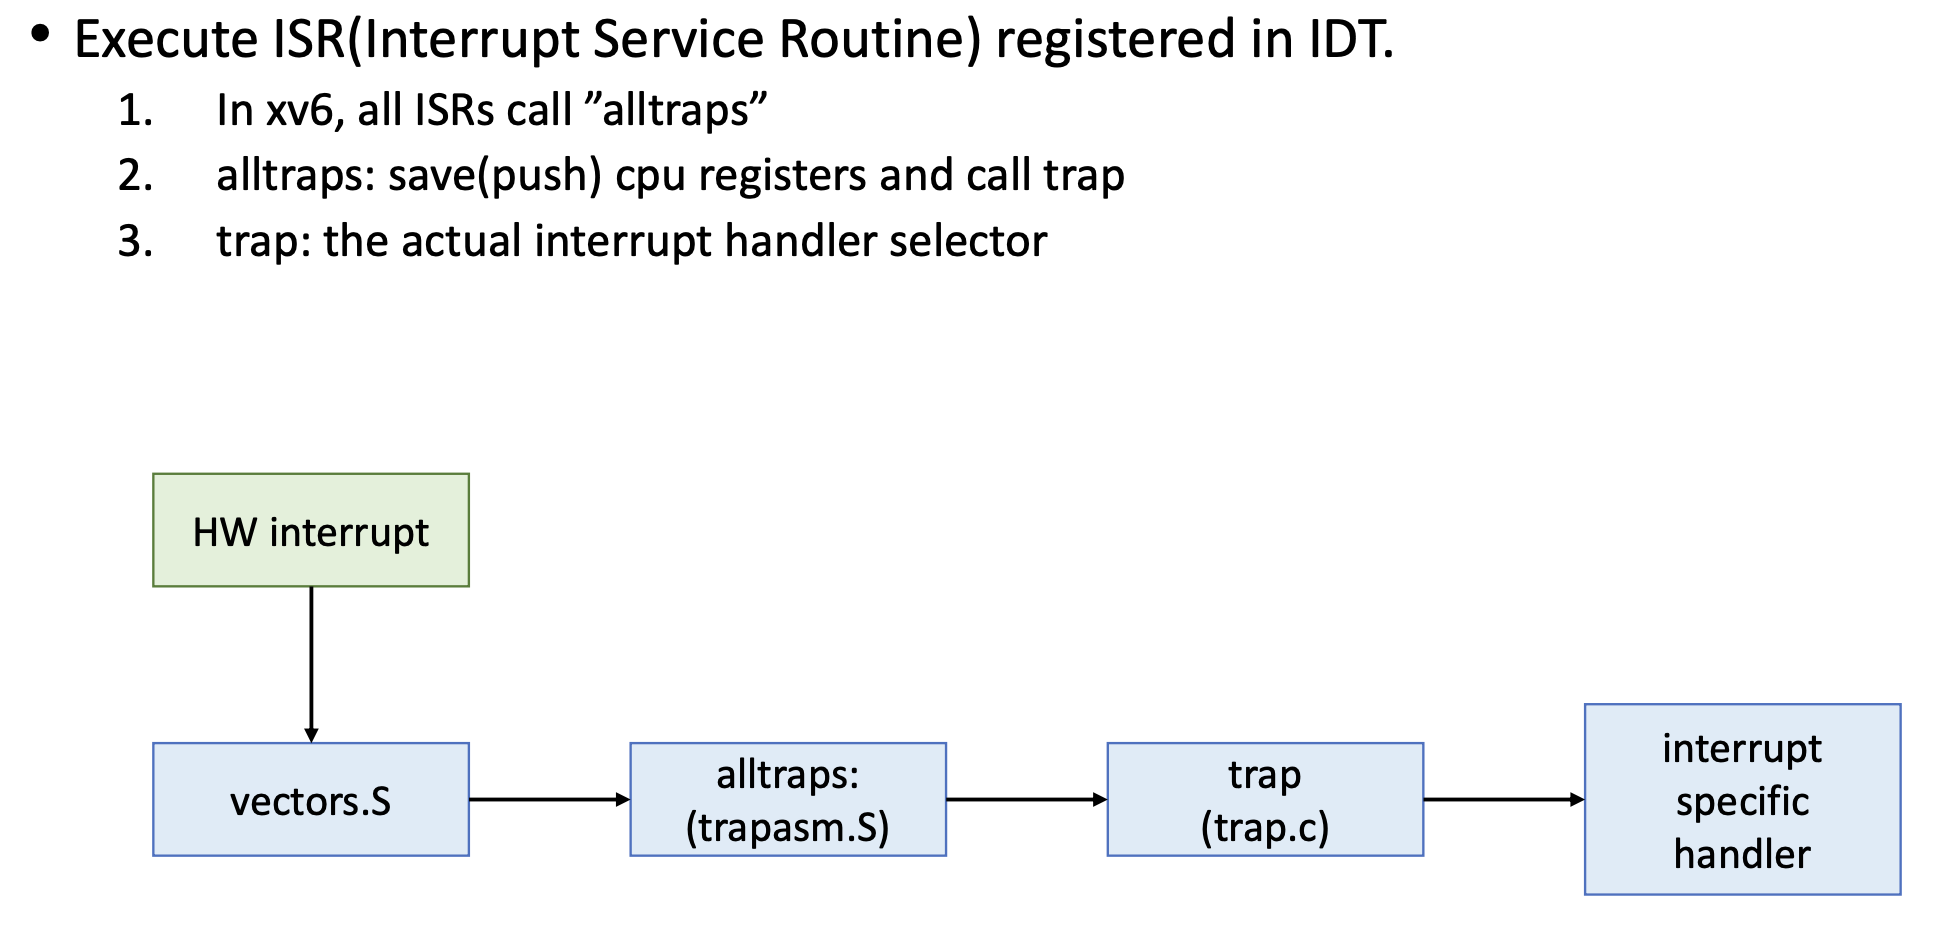 • Execute ISR(Interrupt Service Routine) registered in IDT.
1. In xv6, all ISRs call ”alltraps”
2. alltraps: save(push) cpu registers and call trap
3. trap: the actual interrupt handler selector
HW interrupt
vectors.S
alltraps:
(trapasm.S)
trap
(trap.c)
interrupt
specific
handler